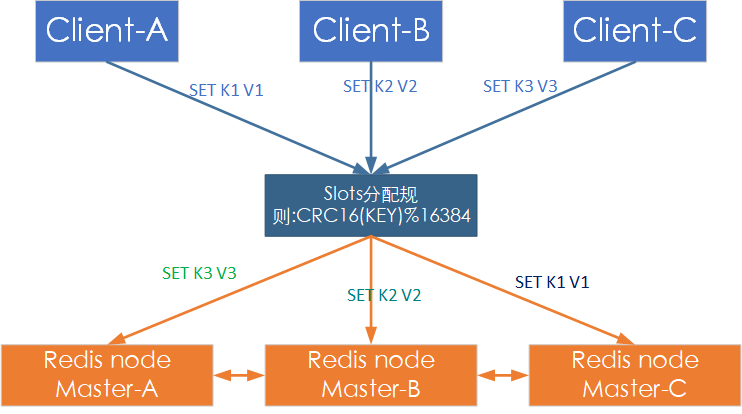 Client-A
Client-B
Client-C
SET K1 V1
SET K2 V2
SET K3 V3
Slots分配规
则:CRC16(KEY)%16384
SET K3 V3
SET K2 V2
SET K1 V1
Redis node
Master-A
Redis node
Master-B
Redis node
Master-C